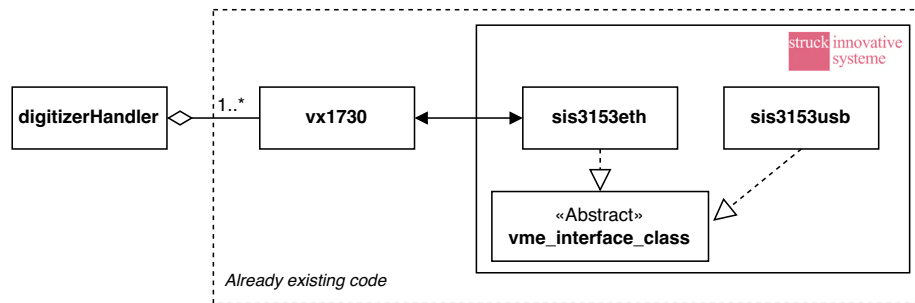 struck innovative
systeme
digitizerHandler
1..*
vx1730
sis3153eth
sis3153usb
«Abstract»
vme_interface_class
Already existing code